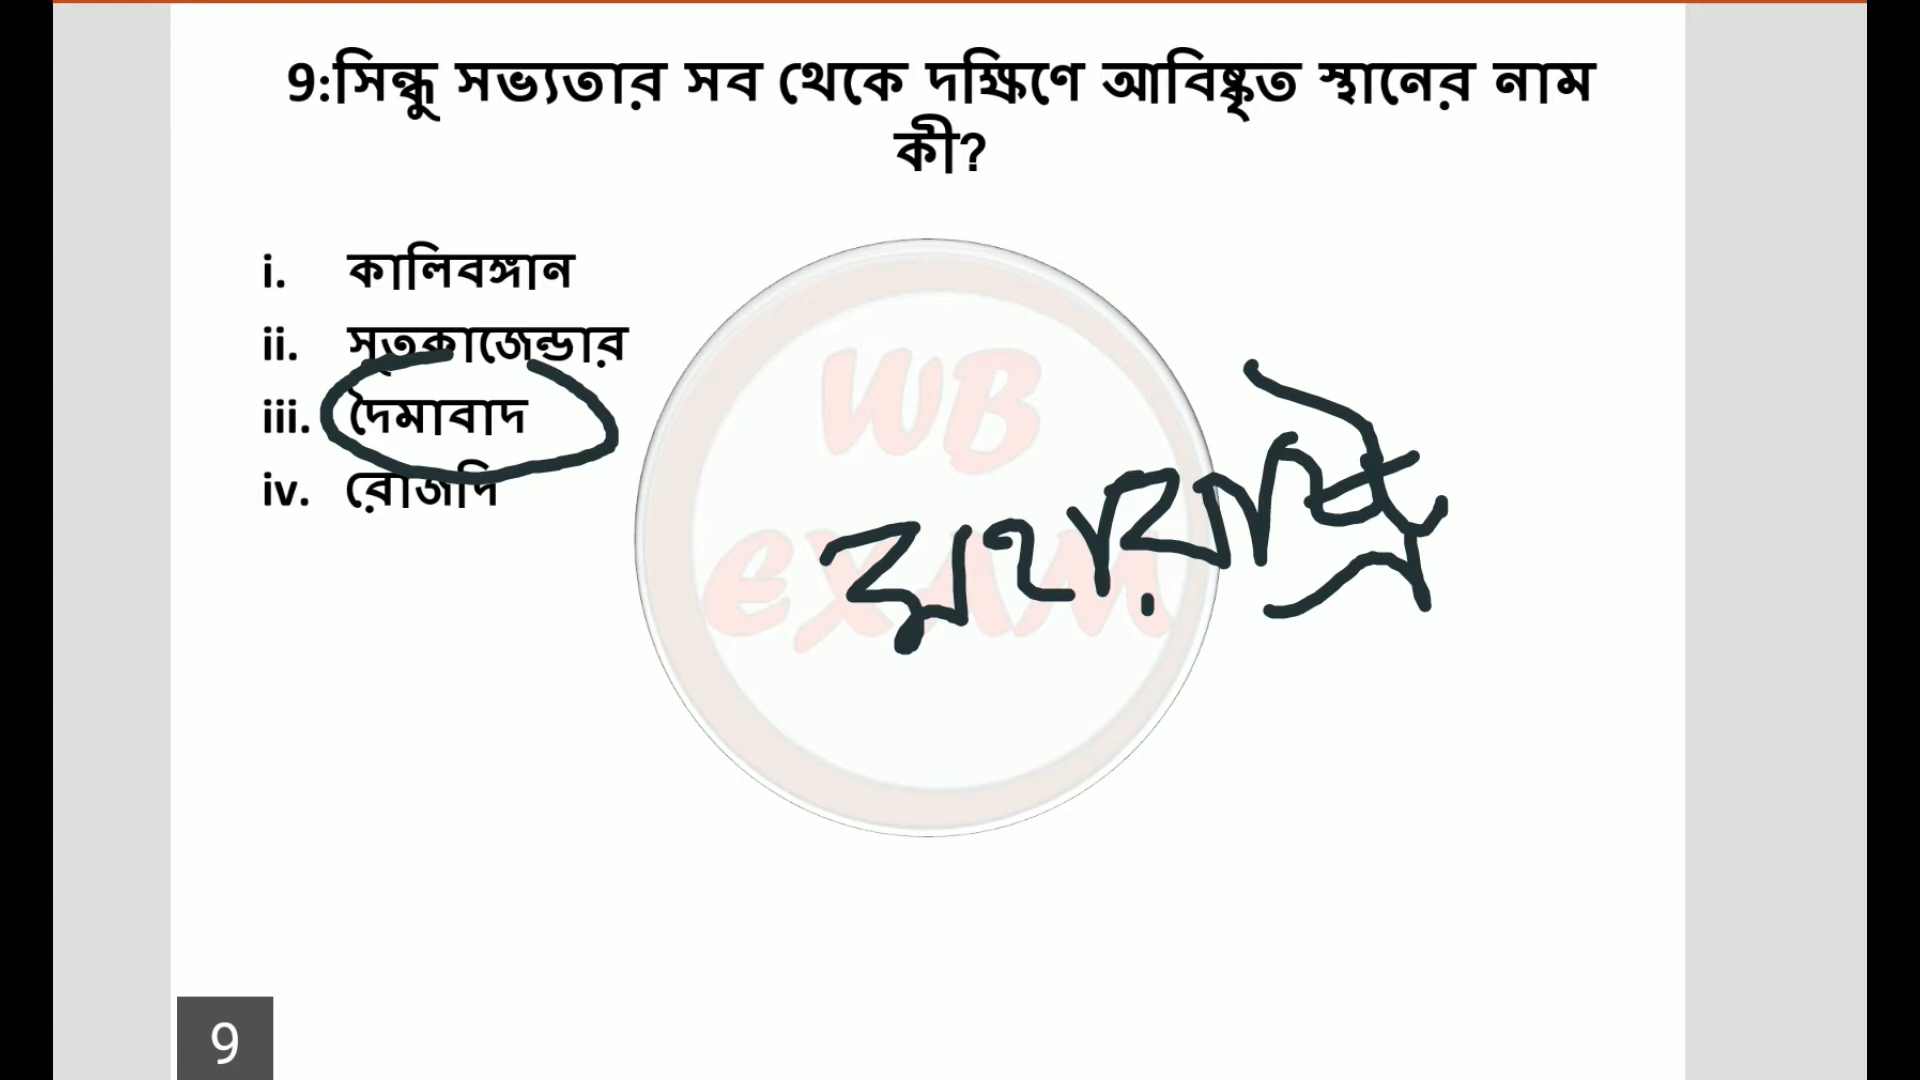 9:সিন্ধু সভ্যতার সব থেকে দক্ষিণে আবিষ্কৃত স্থানের নাম
কী?
i. কালিবঙ্গান
ii. সূতকাজেন্ডার
iii. দৈমাবাদ
iv. রোজদি
WB
EXAM
মহারাষ্ট্র
9